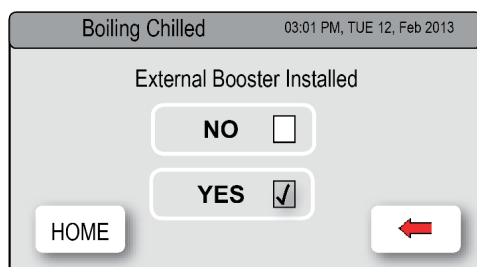 Boiling Chilled 03:01 PM, TUE 12, Feb 2013
External Booster Installed
NO
YES
HOME